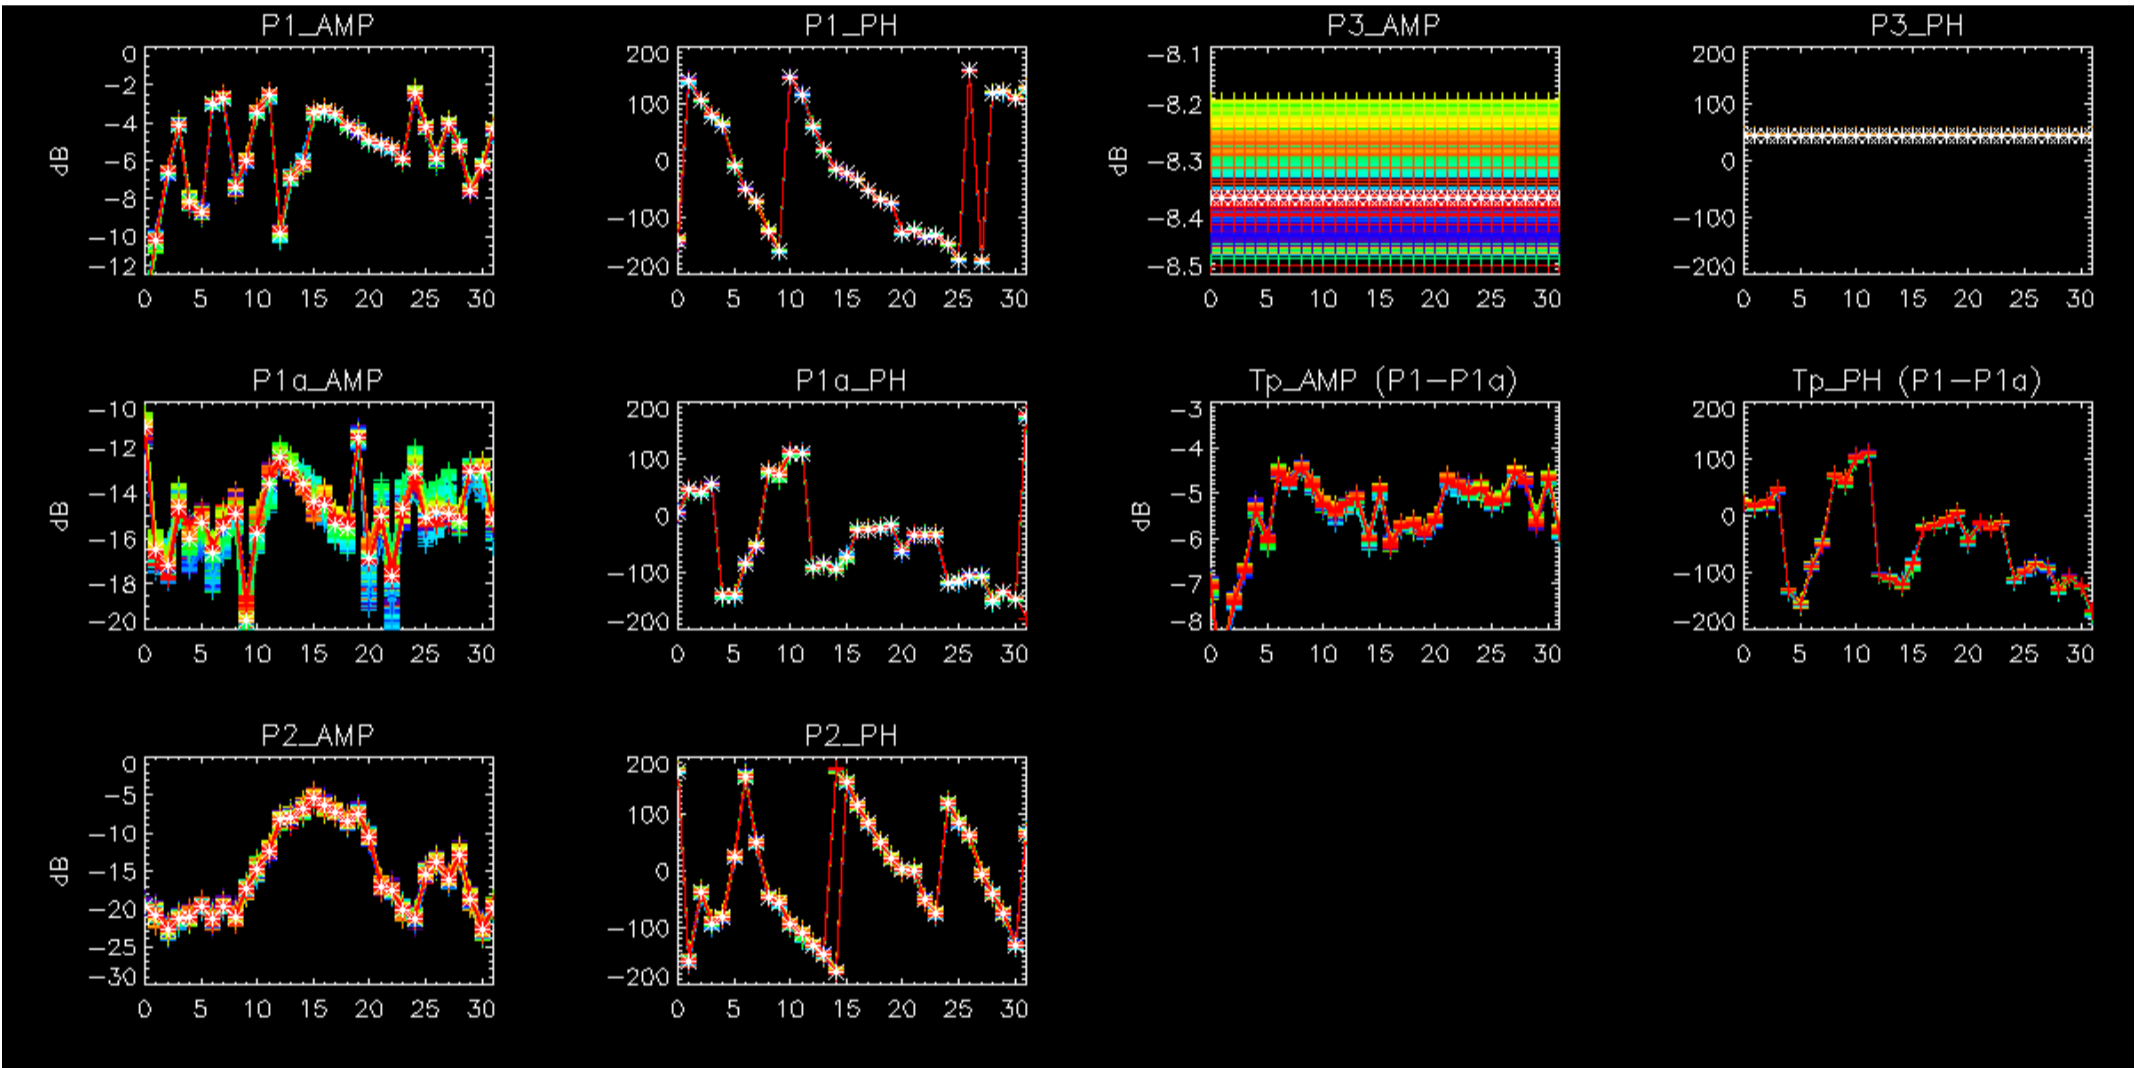 P1_AMP
P1_PH
P3_AMP
P3_PH
0
-2
-4
-6
-8
-10
-12
dB
0 5 10 15 20 25 30
200
100
0
-100
-200
0 5 10 15 20 25 30
-8.1
-8.2
-8.3
-8.4
-8.5
dB
0 5 10 15 20 25 30
200
100
0
-100
-200
0 5 10 15 20 25 30
P1a_AMP
P1a_PH
Tp_AMP (P1-P1a)
Tp_PH (P1-P1a)
-10
-12
-14
-16
-18
-20
dB
0 5 10 15 20 25 30
200
100
0
-100
-200
0 5 10 15 20 25 30
-3
-4
-5
-6
-7
-8
dB
0 5 10 15 20 25 30
200
100
0
-100
-200
0 5 10 15 20 25 30
P2_AMP
P2_PH
0
-5
-10
-15
-20
-25
-30
dB
0 5 10 15 20 25 30
200
100
0
-100
-200
0 5 10 15 20 25 30